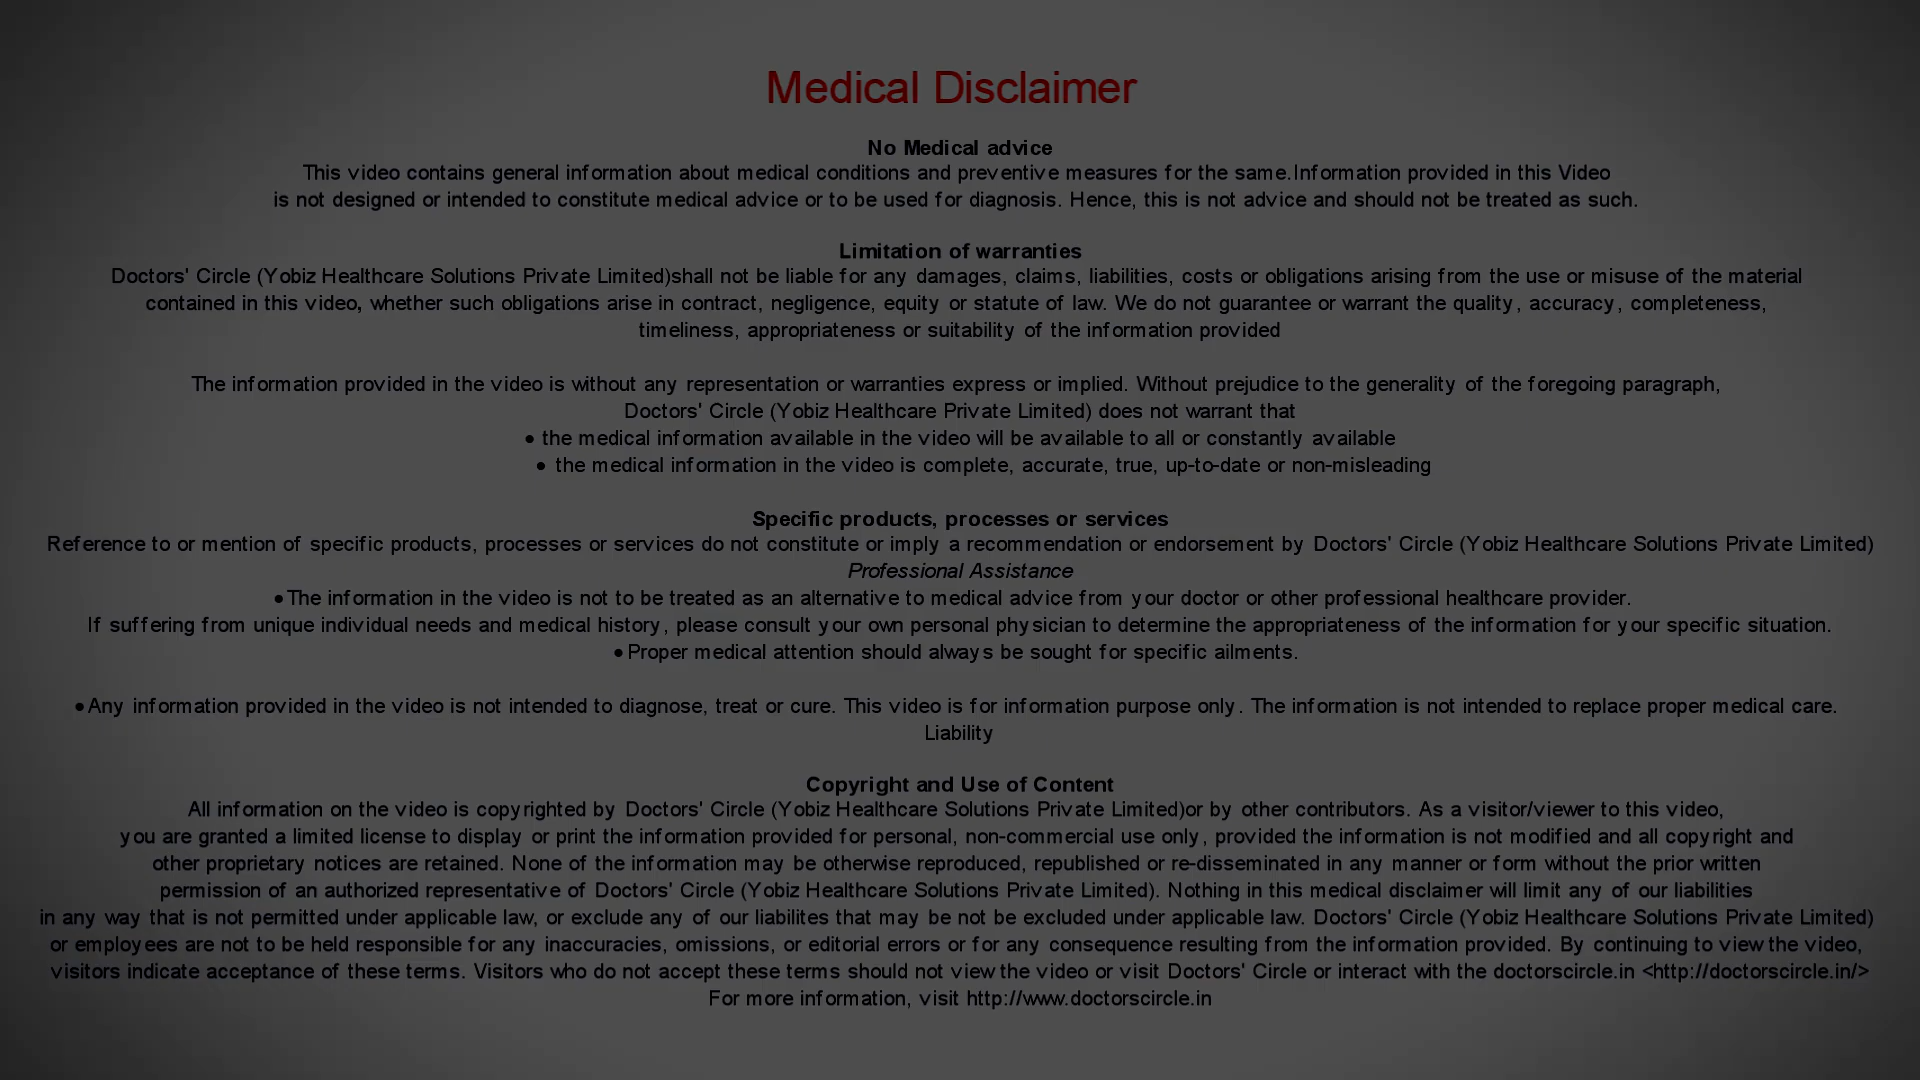 Medical Disclaimer
No Medical advice
This video contains general information about medical conditions and preventive measures for the same.Information provided in this Video
is not designed or intended to constitute medical advice or to be used for diagnosis. Hence, this is not advice and should not be treated as such.
Limitation of warranties
Doctors' Circle (Yobiz Healthcare Solutions Private Limited)shall not be liable for any damages, claims, liabilities, costs or obligations arising from the use or misuse of the material
contained in this video, whether such obligations arise in contract, negligence, equity or statute of law. We do not guarantee or warrant the quality, accuracy, completeness,
timeliness, appropriateness or suitability of the information provided
The information provided in the video is without any representation or warranties express or implied. Without prejudice to the generality of the foregoing paragraph,
Doctors' Circle (Yobiz Healthcare Private Limited) does not warrant that
• the medical information available in the video will be available to all or constantly available
• the medical information in the video is complete, accurate, true, up-to-date or non-misleading
Specific products, processes or services
Reference to or mention of specific products, processes or services do not constitute or imply a recommendation or endorsement by Doctors' Circle (Yobiz Healthcare Solutions Private Limited)
Professional Assistance
•The information in the video is not to be treated as an alternative to medical advice from your doctor or other professional healthcare provider.
If suffering from unique individual needs and medical history, please consult your own personal physician to determine the appropriateness of the information for your specific situation.
•Proper medical attention should always be sought for specific ailments.
•Any information provided in the video is not intended to diagnose, treat or cure. This video is for information purpose only. The information is not intended to replace proper medical care.
Liability
Copyright and Use of Content
All information on the video is copyrighted by Doctors' Circle (Yobiz Healthcare Solutions Private Limited)or by other contributors. As a visitor/viewer to this video,
you are granted a limited license to display or print the information provided for personal, non-commercial use only, provided the information is not modified and all copyright and
other proprietary notices are retained. None of the information may be otherwise reproduced, republished or re-disseminated in any manner or form without the prior written
permission of an authorized representative of Doctors' Circle (Yobiz Healthcare Solutions Private Limited). Nothing in this medical disclaimer will limit any of our liabilities
in any way that is not permitted under applicable law, or exclude any of our liabilites that may be not be excluded under applicable law. Doctors' Circle (Yobiz Healthcare Solutions Private Limited)
or employees are not to be held responsible for any inaccuracies, omissions, or editorial errors or for any consequence resulting from the information provided. By continuing to view the video,
visitors indicate acceptance of these terms. Visitors who do not accept these terms should not view the video or visit Doctors' Circle or interact with the doctorscircle.in <http://doctorscircle.in/>
For more information, visit http://www.doctorscircle.in